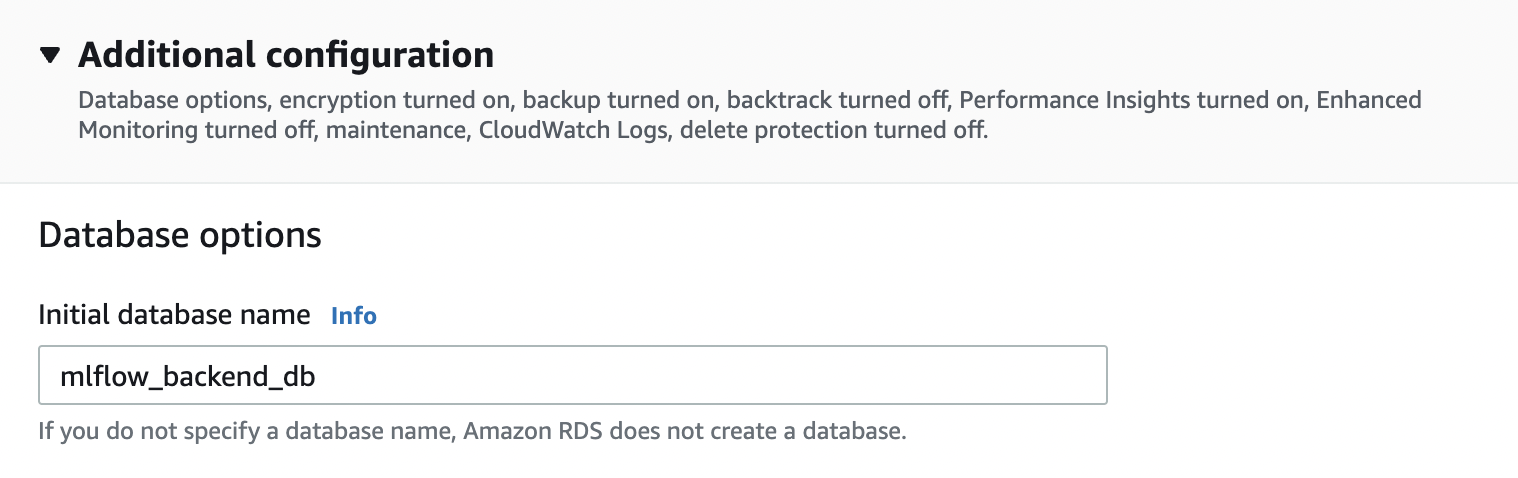 Additional configuration
Database options, encryption turned on, backup turned on, backtrack turned off, Performance Insights turned on, Enhanced
Monitoring turned off, maintenance, CloudWatch Logs, delete protection turned off.
Database options
Initial database name Info
mlflow_backend_db
If you do not specify a database name, Amazon RDS does not create a database.